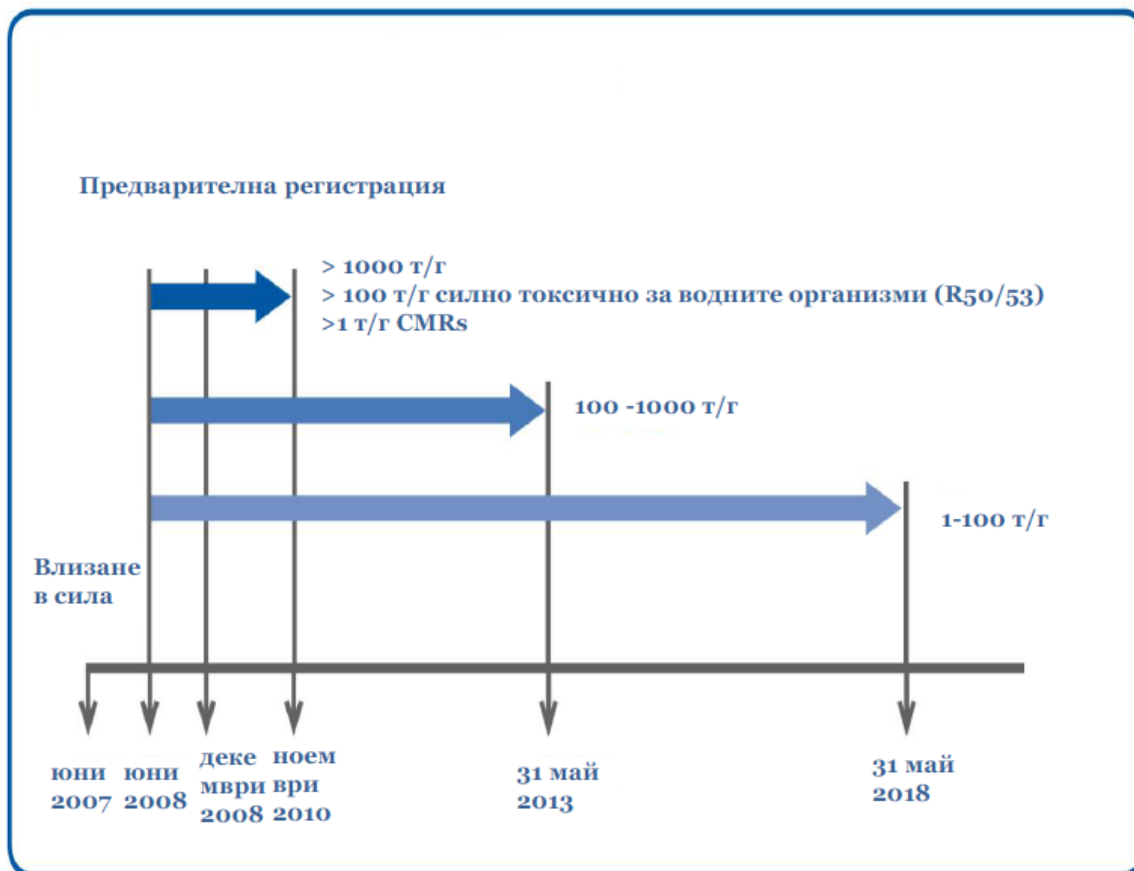 Предварителна регистрация
> 1000 т/г
> 100 т/г силно токсично за водните организми (R50/53)
>1 т/г CMRs
100 -1000 т/г
1-100 т/г
Влизане
в сила
юни
2007
юни
2008
деке
мври
2008
ноем
ври
2010
31 май
2013
31 май
2018